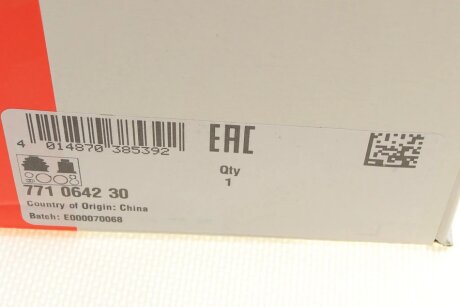 4 014870 385392
EAC
Qty
1
771 0642 30
Country of Origin: China
Batch: E000070068